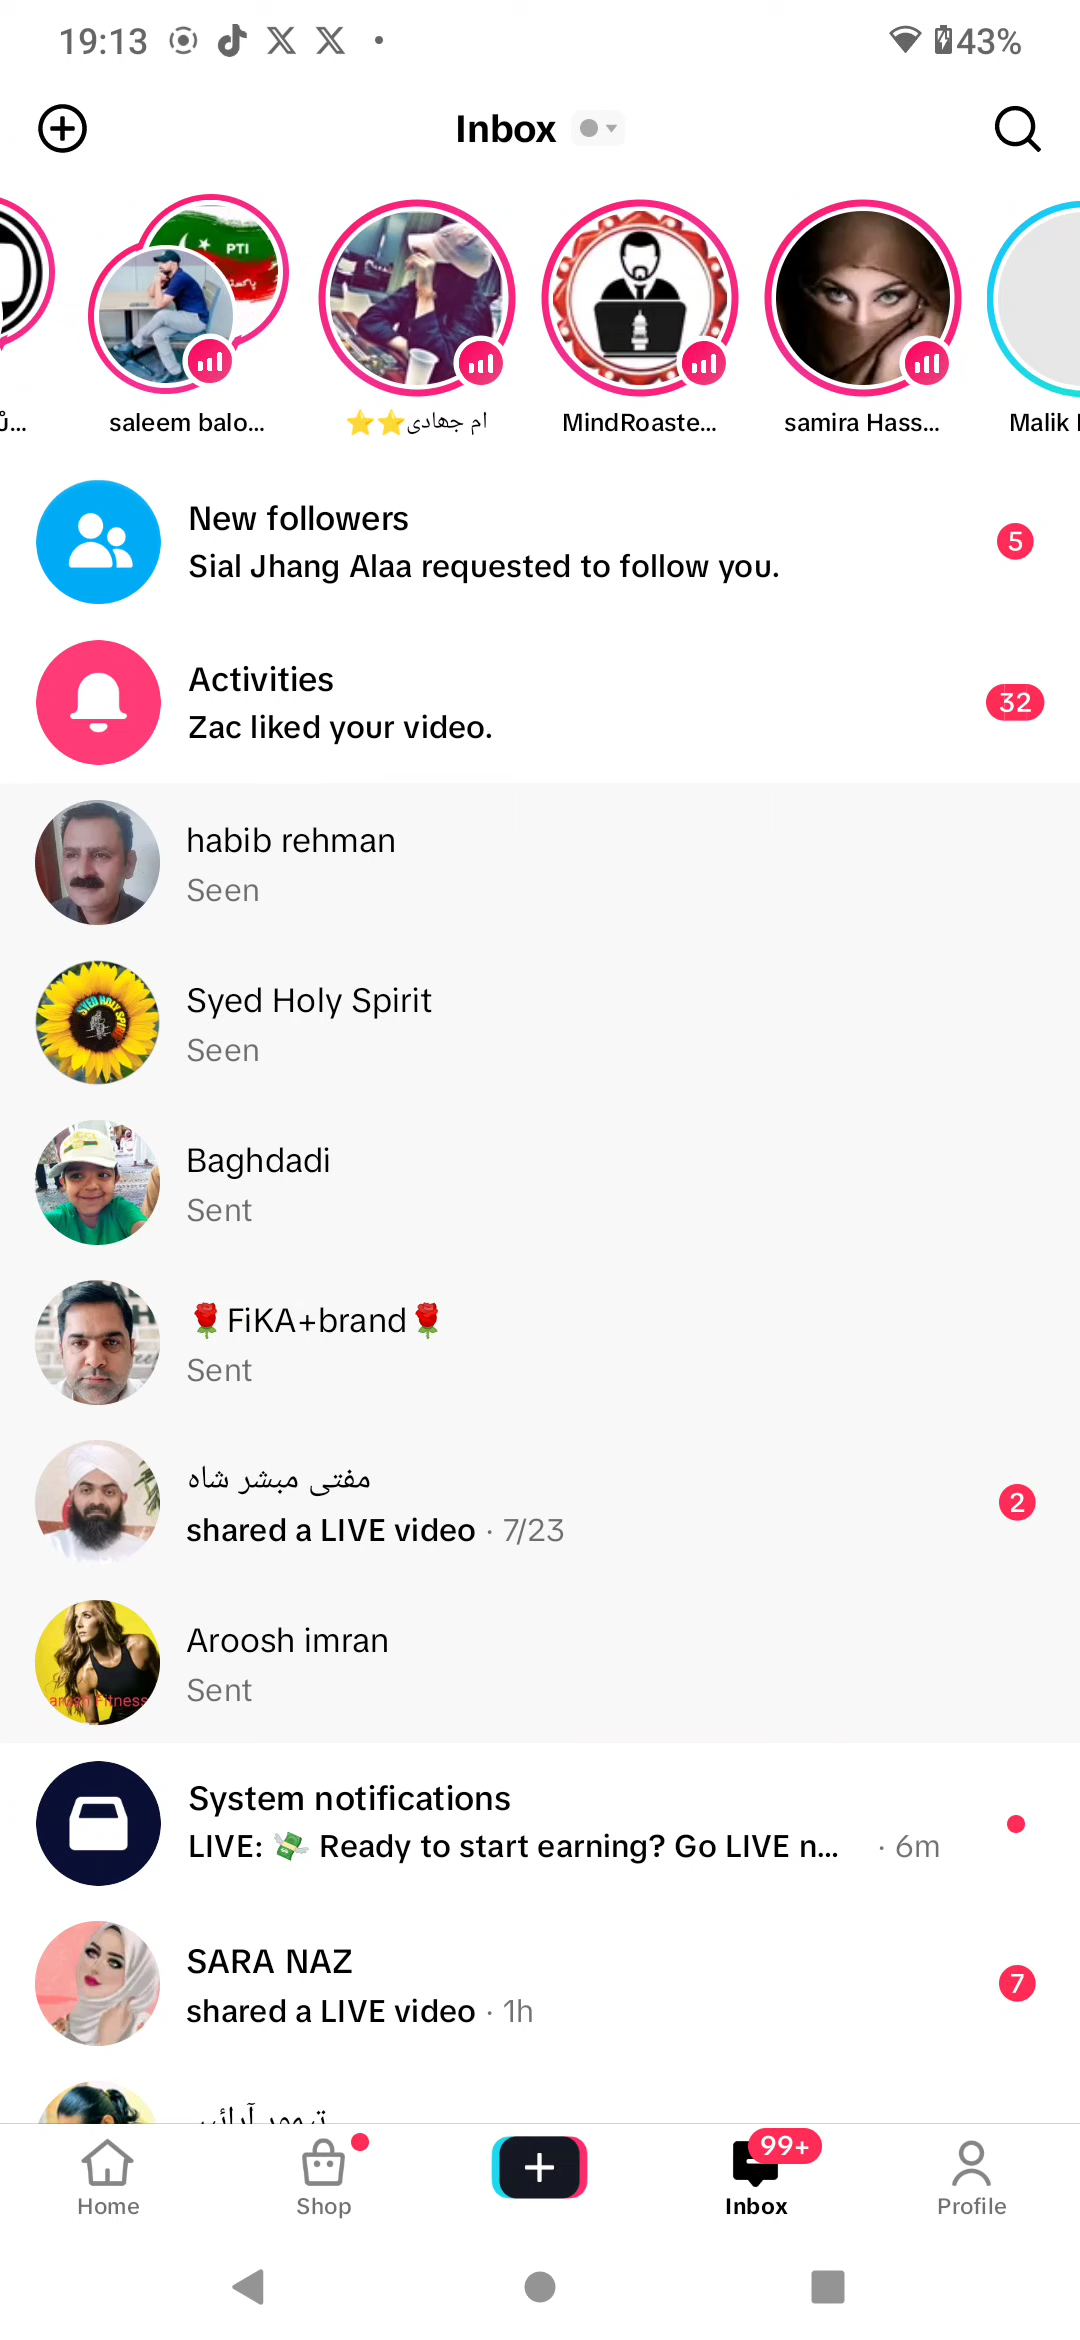 19:13
43%
Inbox
PTI
saleem balo...
ام جهادی⭐⭐
MindRoaste...
samira Hass...
Malik
New followers
Sial Jhang Alaa requested to follow you.
5
Activities
Zac liked your video.
32
habib rehman
Seen
Syed Holy Spirit
Seen
Baghdadi
Sent
🌹FiKA+brand🌹
Sent
مفتی مبشر شاہ
shared a LIVE video · 7/23
2
Aroosh imran
Sent
System notifications
LIVE: 💸 Ready to start earning? Go LIVE n... · 6m
SARA NAZ
shared a LIVE video · 1h
7
99+
Home
Shop
Inbox
Profile